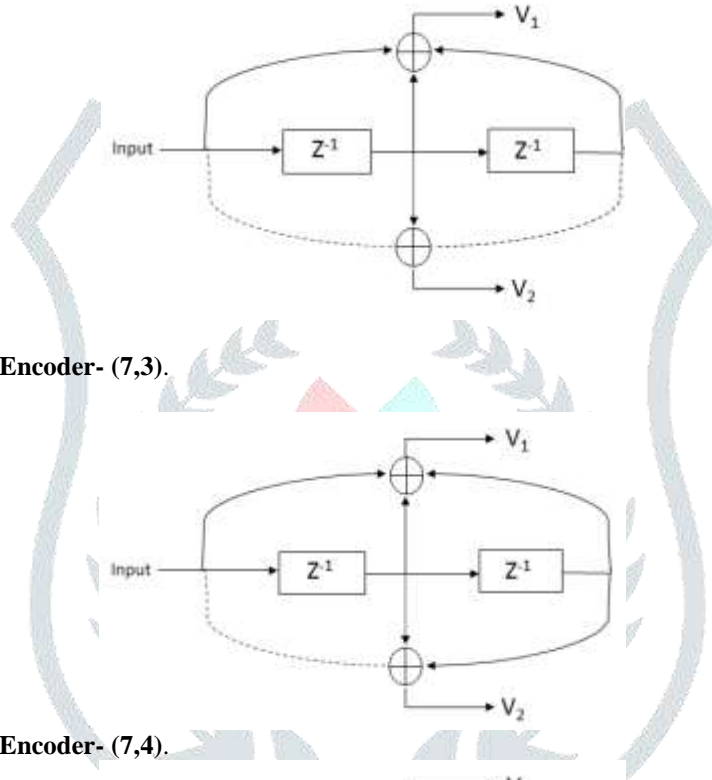 V₁
Input Z⁻¹ Z⁻¹
V₂
Encoder- (7,3).
V₁
Input Z⁻¹ Z⁻¹
V₂
Encoder- (7,4).